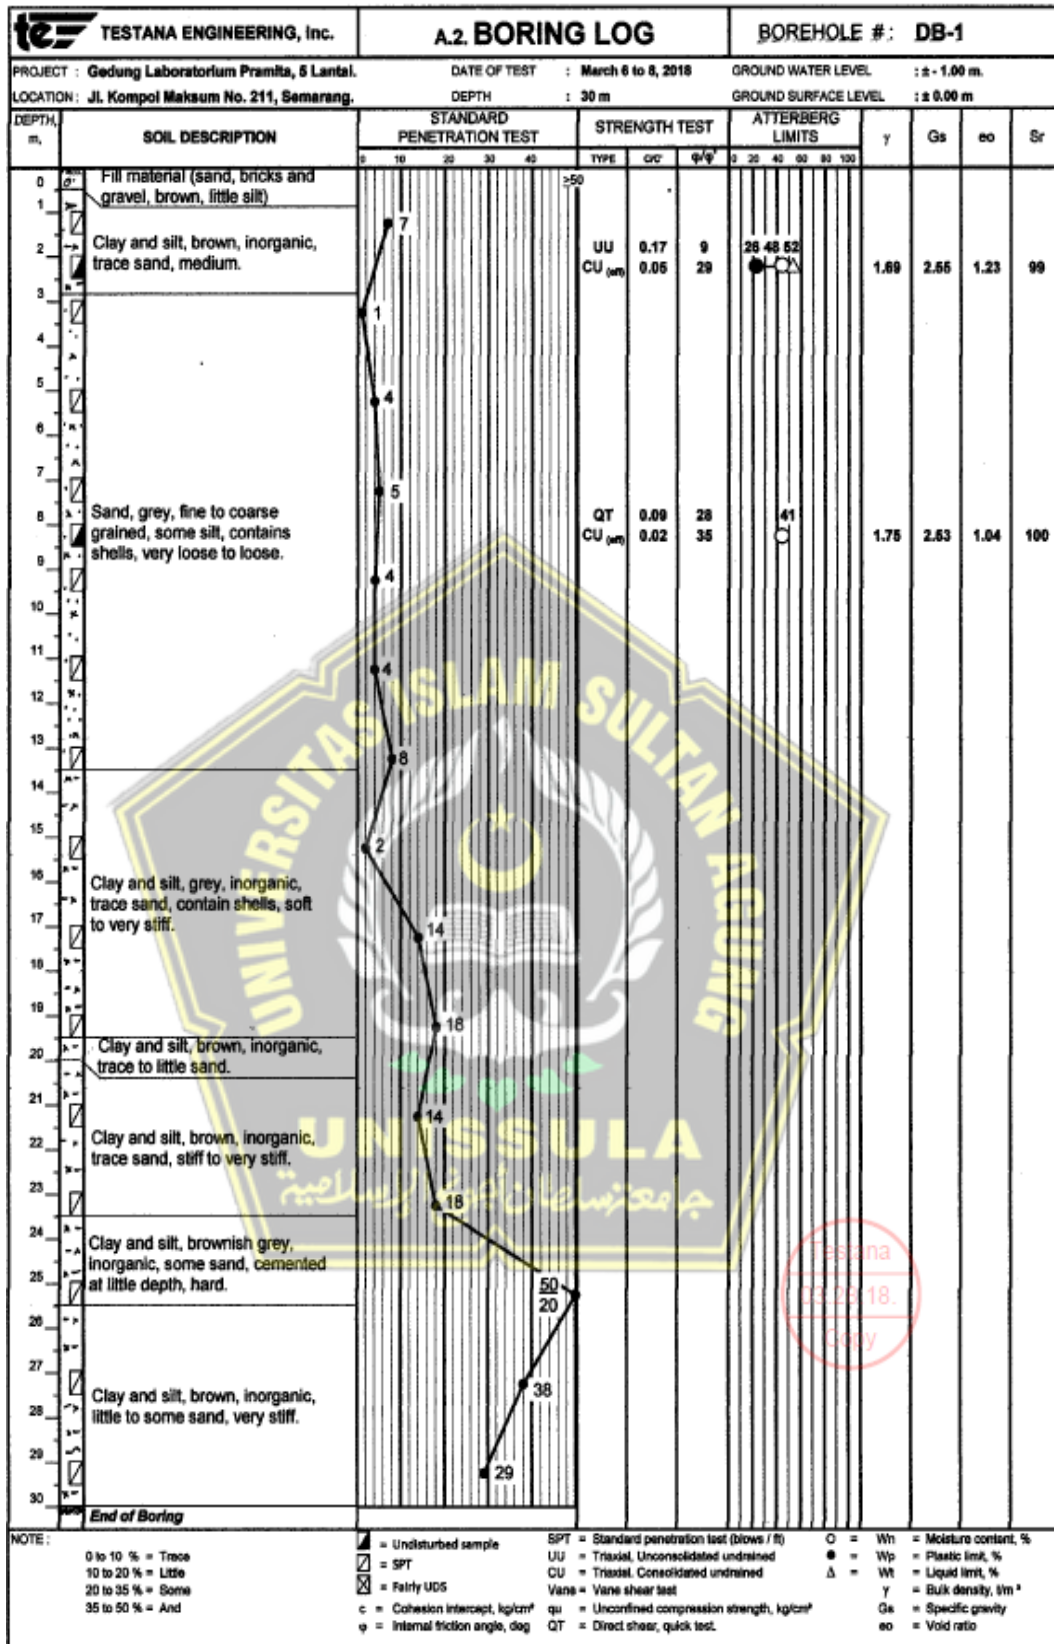 te TESTANA ENGINEERING, Inc. A.2. BORING LOG BOREHOLE #: DB-1
PROJECT : Gedung Laboratorium Pramita, 5 Lantai. DATE OF TEST : March 6 to 8, 2018 GROUND WATER LEVEL : ± - 1.00 m.
LOCATION : Jl. Kompol Maksum No. 211, Semarang. DEPTH : 30 m GROUND SURFACE LEVEL : ± 0.00 m
DEPTH, m, SOIL DESCRIPTION STANDARD PENETRATION TEST STRENGTH TEST ATTERBERG LIMITS γ Gs eo Sr
0 10 20 30 40 TYPE C/C' φ/φ' 0 20 40 60 80 100
≥50
0 Fill material (sand, bricks and
gravel, brown, little silt)
1
7
2 Clay and silt, brown, inorganic, UU 0.17 9 26 48 52
trace sand, medium. CU (eff) 0.05 29 1.69 2.55 1.23 99
3
1
4
5
4
6
7
5
8 Sand, grey, fine to coarse QT 0.09 28 41
grained, some silt, contains CU (eff) 0.02 35 1.75 2.53 1.04 100
shells, very loose to loose.
9
4
10
11
4
12
13
8
14
15
2
16 Clay and silt, grey, inorganic,
trace sand, contain shells, soft
to very stiff.
17
14
18
19
18
20 Clay and silt, brown, inorganic,
trace to little sand.
21
14
22 Clay and silt, brown, inorganic,
trace sand, stiff to very stiff.
23
18
24 Clay and silt, brownish grey,
inorganic, some sand, cemented
25 at little depth, hard.
50
20
26
27
38
28 Clay and silt, brown, inorganic,
little to some sand, very stiff.
29
29
30
End of Boring
UNIVERSITAS ISLAM SULTAN AGUNG
UNISSULA
جامعة سلطان أجونج الإسلامية
Testana
03.28.18.
Copy
NOTE :
0 to 10 % = Trace
10 to 20 % = Little
20 to 35 % = Some
35 to 50 % = And
= Undisturbed sample
= SPT
= Fairly UDS
c = Cohesion intercept, kg/cm²
φ = Internal friction angle, deg
SPT = Standard penetration test (blows / ft)
UU = Triaxial, Unconsolidated undrained
CU = Triaxial, Consolidated undrained
Vane = Vane shear test
qu = Unconfined compression strength, kg/cm²
QT = Direct shear, quick test.
O = Wn = Moisture content, %
● = Wp = Plastic limit, %
Δ = Wl = Liquid limit, %
γ = Bulk density, t/m³
Gs = Specific gravity
eo = Void ratio